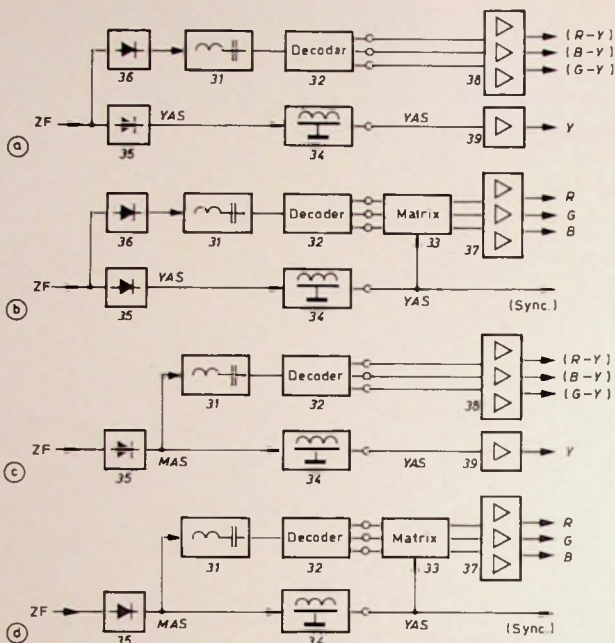 36
31
Decodar
32
38
(R-Y)
(B-Y)
(G-Y)
ZF
YAS
35
34
YAS
39
Y
a
36
31
Decoder
32
Matrix
33
37
R
G
B
ZF
YAS
35
34
YAS
(Sync.)
b
31
Decoder
32
38
(R-Y)
(B-Y)
(G-Y)
ZF
35
MAS
34
YAS
39
Y
c
31
Decoder
32
Matrix
33
37
R
G
B
ZF
35
MAS
YAS
(Sync.)
d